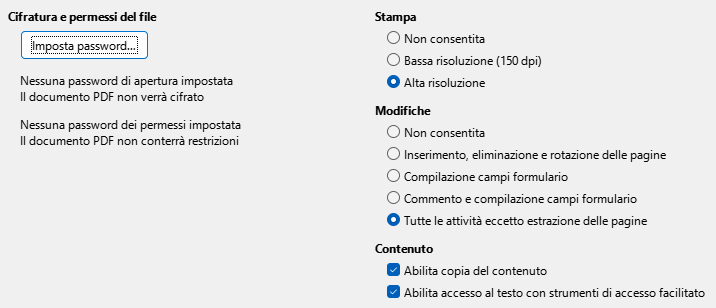 Cifratura e permessi del file
Imposta password...
Nessuna password di apertura impostata
Il documento PDF non verrà cifrato
Nessuna password dei permessi impostata
Il documento PDF non conterrà restrizioni
Stampa
Non consentita
Bassa risoluzione (150 dpi)
Alta risoluzione
Modifiche
Non consentita
Inserimento, eliminazione e rotazione delle pagine
Compilazione campi formulario
Commento e compilazione campi formulario
Tutte le attività eccetto estrazione delle pagine
Contenuto
Abilita copia del contenuto
Abilita accesso al testo con strumenti di accesso facilitato